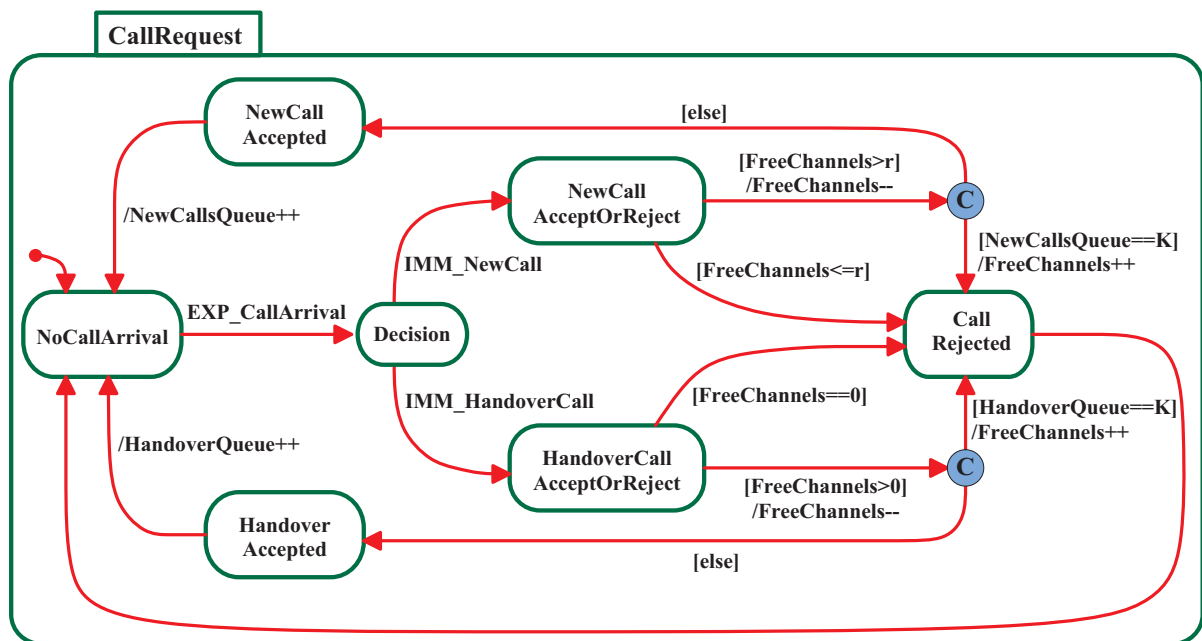 CallRequest
NewCall
Accepted
[else]
[FreeChannels>r]
/FreeChannels--
NewCall
AcceptOrReject
C
/NewCallsQueue++
[NewCallsQueue==K]
/FreeChannels++
IMM_NewCall
[FreeChannels<=r]
EXP_CallArrival
NoCallArrival
Decision
Call
Rejected
IMM_HandoverCall
[FreeChannels==0]
[HandoverQueue==K]
/FreeChannels++
/HandoverQueue++
HandoverCall
AcceptOrReject
C
[FreeChannels>0]
/FreeChannels--
Handover
Accepted
[else]